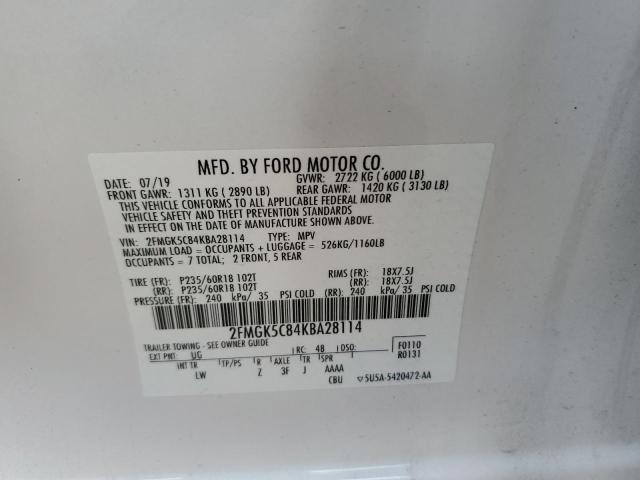 MFD. BY FORD MOTOR CO.
DATE: 07/19 GVWR: 2722 KG ( 6000 LB)
FRONT GAWR: 1311 KG ( 2890 LB) REAR GAWR: 1420 KG ( 3130 LB)
THIS VEHICLE CONFORMS TO ALL APPLICABLE FEDERAL MOTOR
VEHICLE SAFETY AND THEFT PREVENTION STANDARDS
IN EFFECT ON THE DATE OF MANUFACTURE SHOWN ABOVE.
VIN: 2FMGK5C84KBA28114 TYPE: MPV
MAXIMUM LOAD = OCCUPANTS + LUGGAGE = 526KG/1160LB
OCCUPANTS = 7 TOTAL; 2 FRONT, 5 REAR
TIRE (FR): P235/60R18 102T RIMS (FR): 18X7.5J
(RR): P235/60R18 102T (RR): 18X7.5J
PRESSURE (FR): 240 kPa/ 35 PSI COLD (RR): 240 kPa/ 35 PSI COLD
2FMGK5C84KBA28114
TRAILER TOWING - SEE OWNER GUIDE
EXT PNT: UG RC: 48 DSO: F0110
R0131
INT TR TP/PS R AXLE TR SPR
LW Z 3F J AAAA
CBU 5U5A-5420472-AA